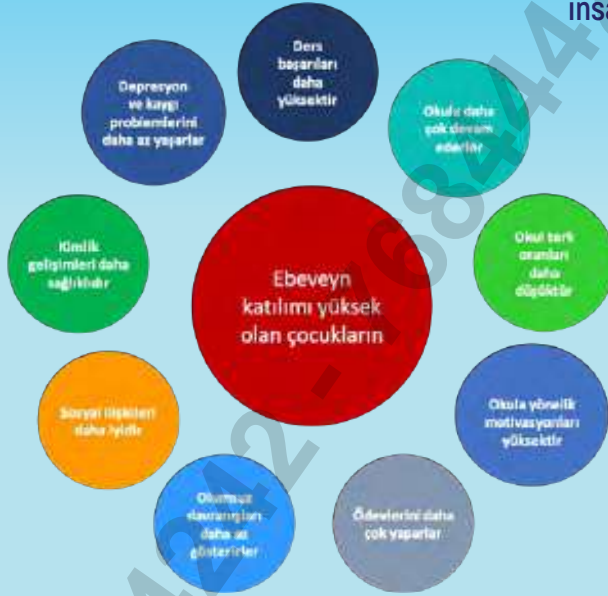 Ders
başarıları
daha
yüksektir
Okula daha
çok devam
ederler
Okul terk
oranları
daha
düşüktür
Okula yönelik
motivasyonları
yüksektir
Ödevlerini daha
çok yaparlar
Olumsuz
davranışları
daha az
gösterirler
Sosyal ilişkileri
daha iyidir
Kimlik
gelişimleri daha
sağlıklıdır
Depresyon
ve kaygı
problemlerini
daha az yaşarlar
Ebeveyn
katılımı yüksek
olan çocukların